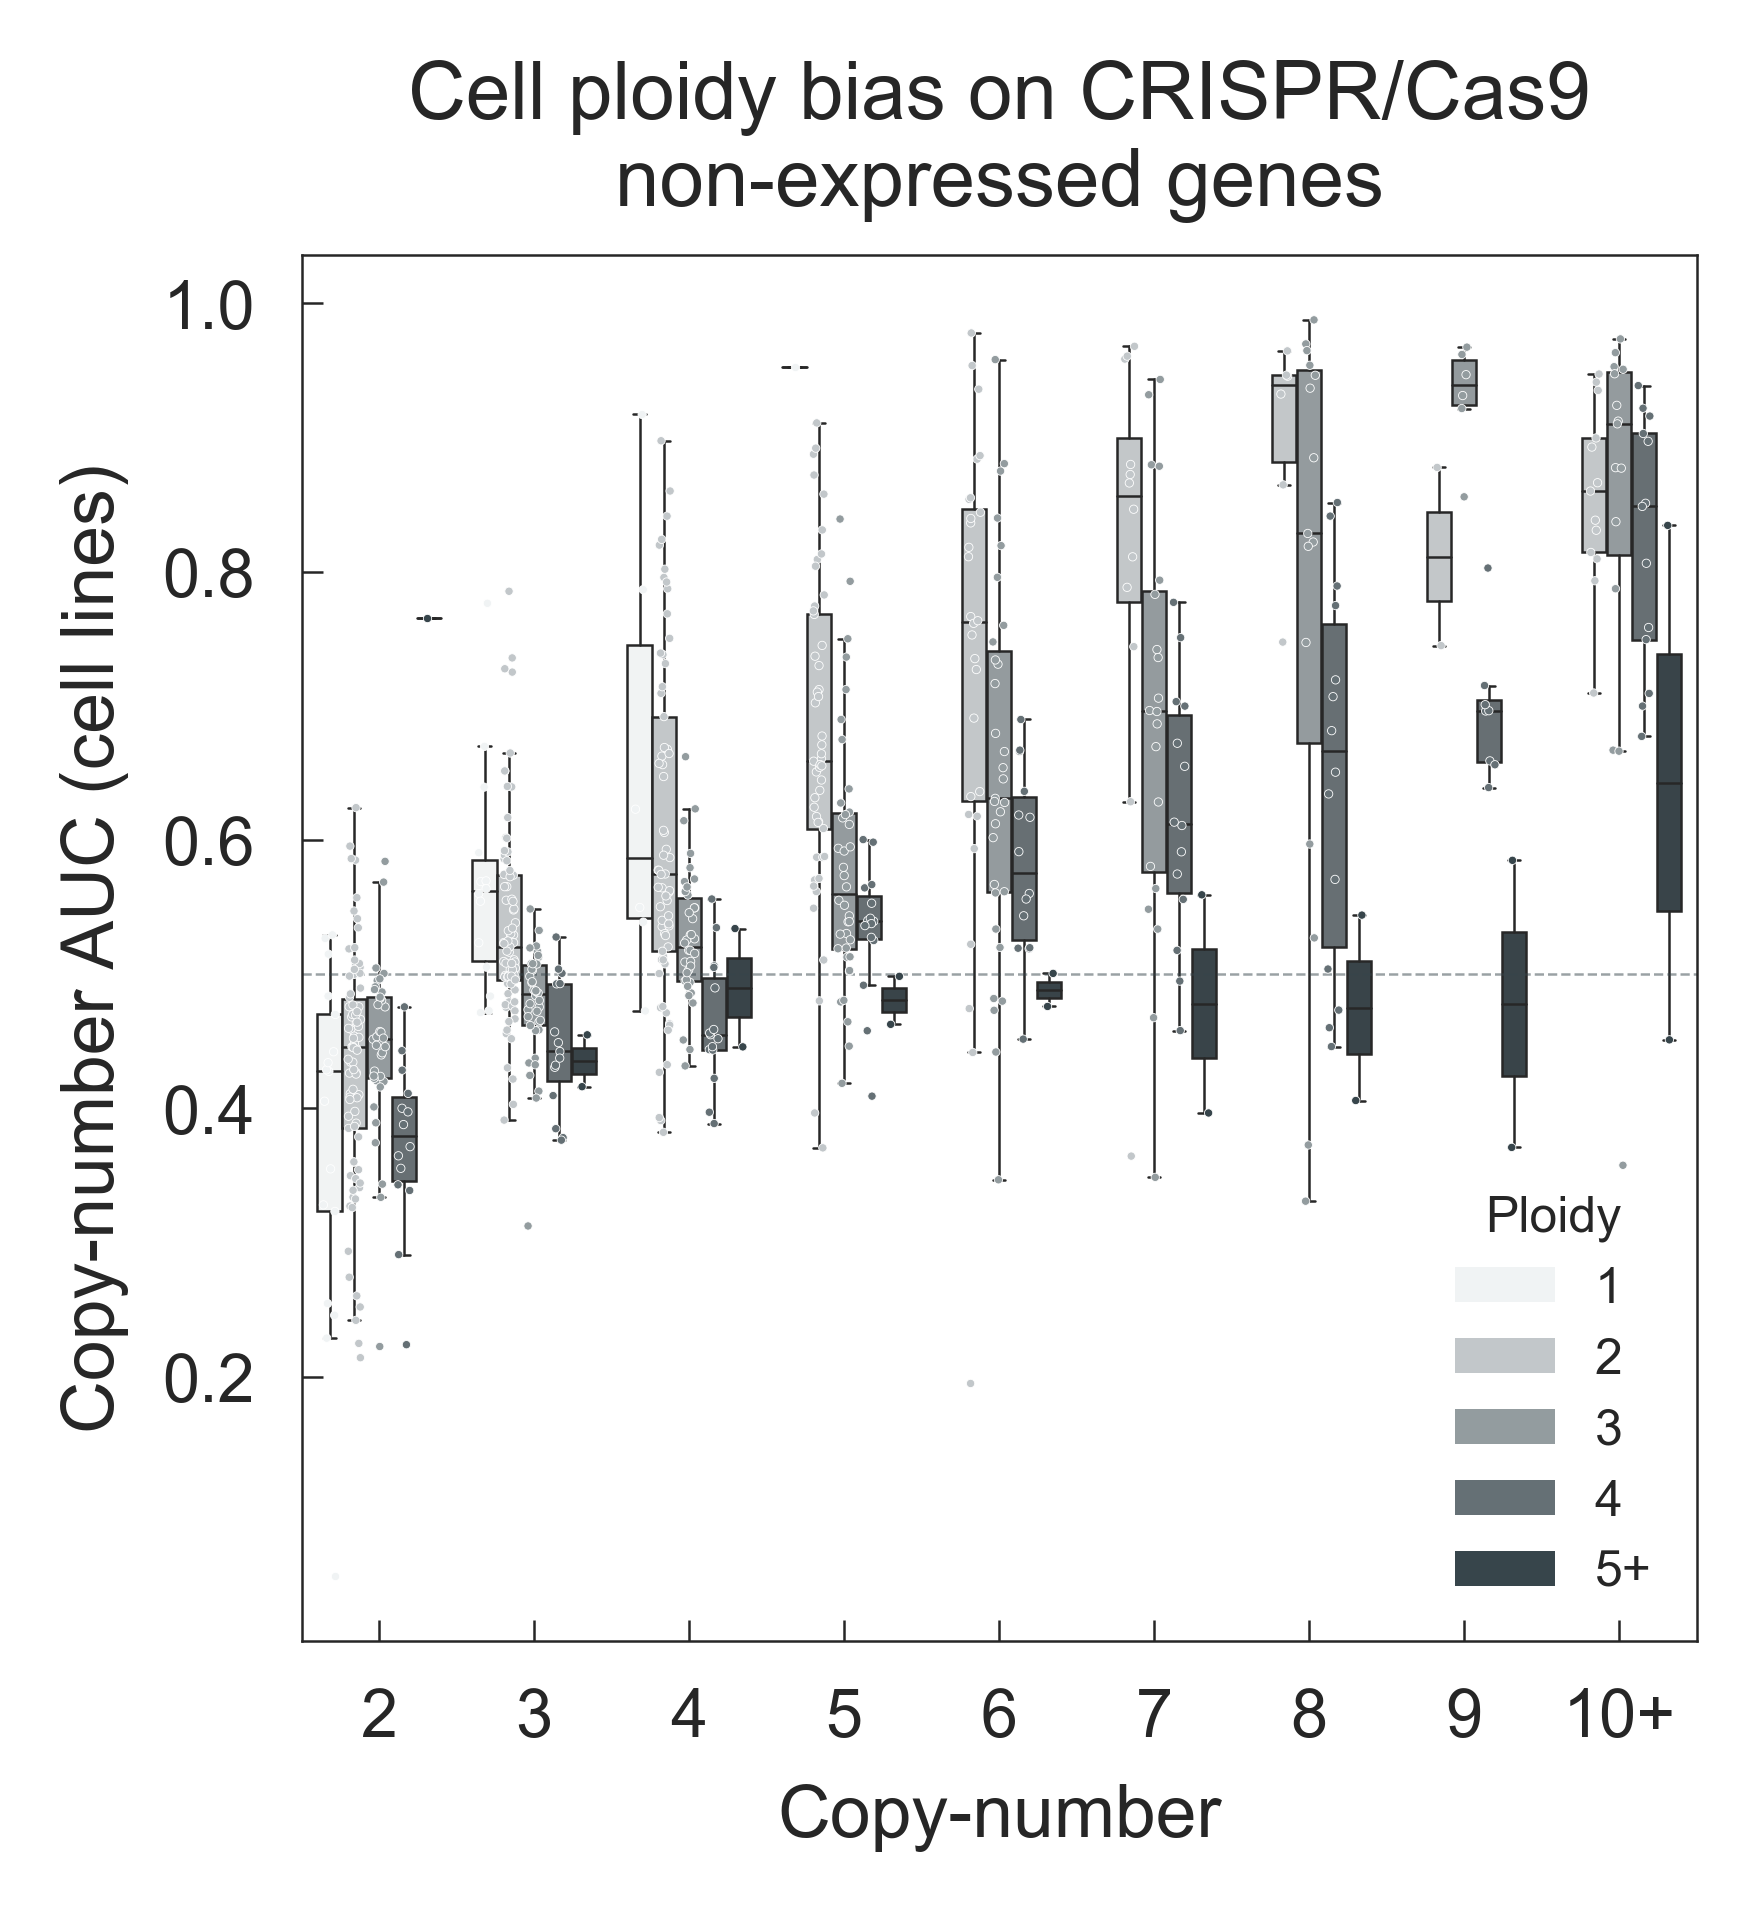 Cell ploidy bias on CRISPR/Cas9
non-expressed genes
Copy-number AUC (cell lines)
1.0
0.8
0.6
0.4
0.2
Ploidy
1
2
3
4
5+
2 3 4 5 6 7 8 9 10+
Copy-number